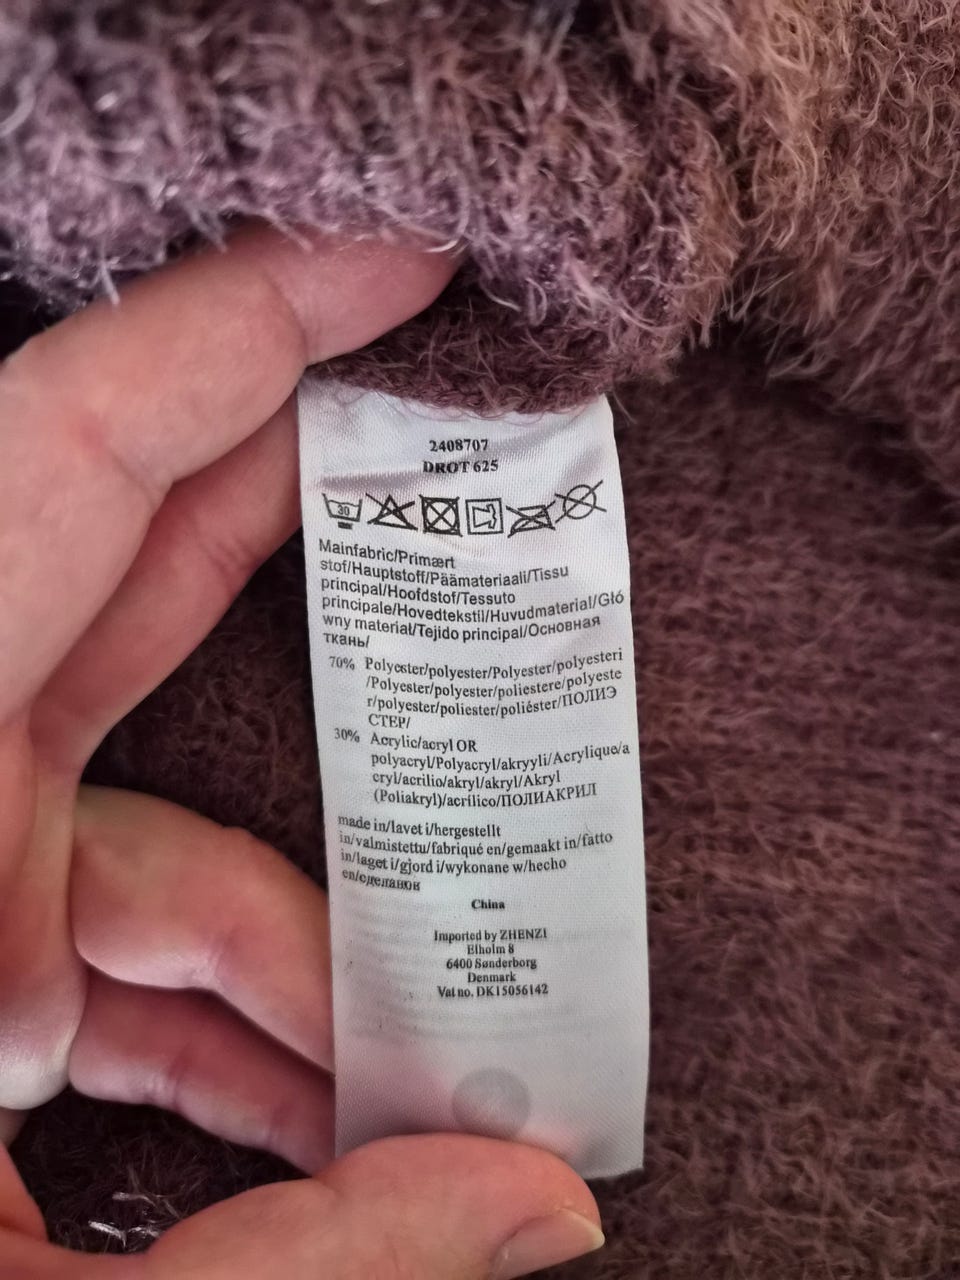 2408707
DROT 625
30
Mainfabric/Primært
stof/Hauptstoff/Päämateriaali/Tissu
principal/Hoofdstof/Tessuto
principale/Hovedtekstil/Huvudmaterial/Głó
wny materiał/Tejido principal/Основная
ткань/
70% Polyester/polyester/Polyester/polyesteri
/Polyester/polyester/poliestere/polyeste
r/polyester/poliester/poliéster/ПОЛИЭ
СТЕР/
30% Acrylic/acryl OR
polyacryl/Polyacryl/akryyli/Acrylique/a
cryl/acrilio/akryl/akryl/Akryl
(Poliakryl)/acrílico/ПОЛИАКРИЛ
made in/lavet i/hergestellt
in/valmistettu/fabriqué en/gemaakt in/fatto
in/laget i/gjord i/wykonane w/hecho
en/сделанов
China
Imported by ZHENZI
Elholm 8
6400 Sønderborg
Denmark
Vat no. DK15056142